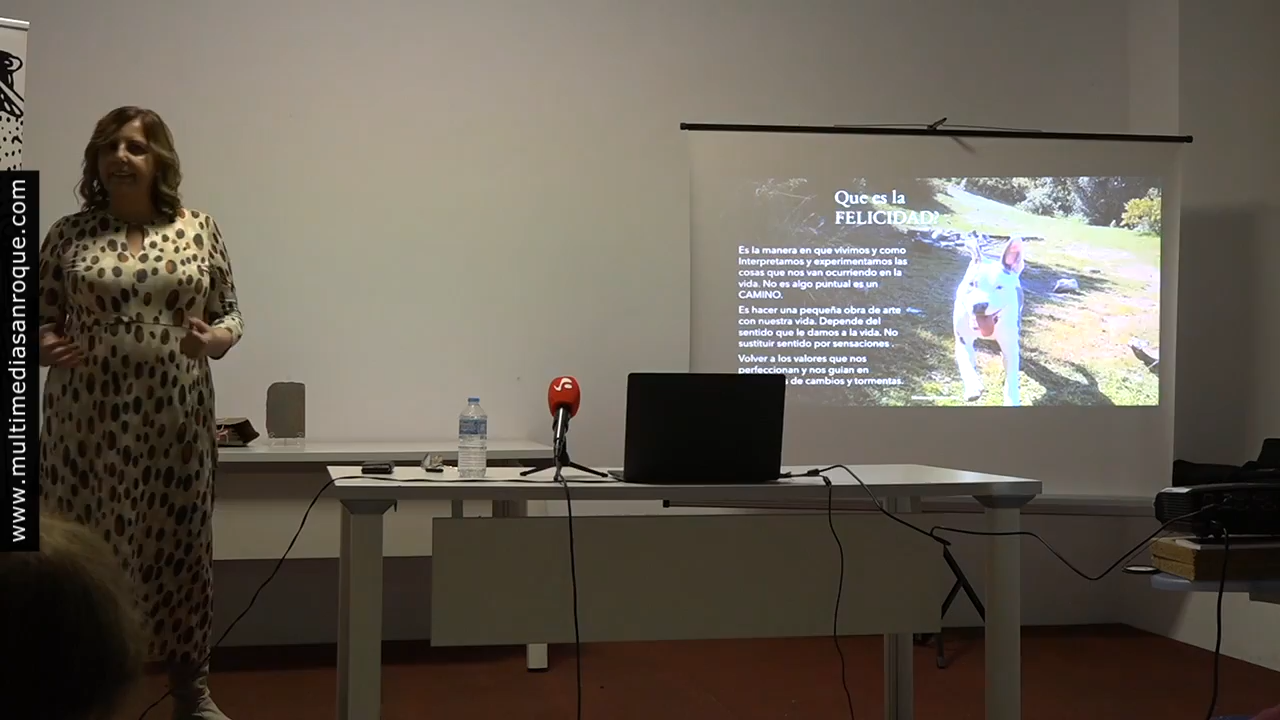 www.multimediasanroque.com
Que es la
FELICIDAD?
Es la manera en que vivimos y como
Interpretamos y experimentamos las
cosas que nos van ocurriendo en la
vida. No es algo puntual es un
CAMINO.
Es hacer una pequeña obra de arte
con nuestra vida. Depende del
sentido que le damos a la vida. No
sustituir sentido por sensaciones .
Volver a los valores que nos
perfeccionan y nos guian en
de cambios y tormentas.